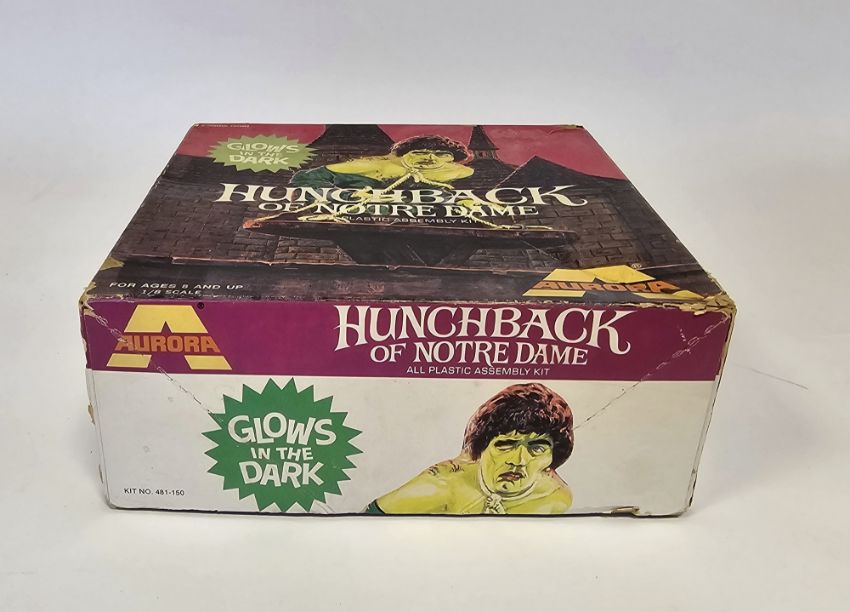 GLOWS
IN THE
DARK
HUNCHBACK
OF NOTRE DAME
PLASTIC ASSEMBLY KIT
FOR AGES 8 AND UP
1/8 SCALE
AURORA
®
AURORA
®
HUNCHBACK
OF NOTRE DAME
ALL PLASTIC ASSEMBLY KIT
GLOWS
IN THE
DARK
KIT NO. 481-150